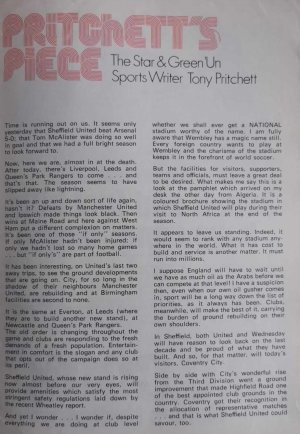 PRITCHETT'S
PIECE
The Star & Green 'Un
Sports Writer Tony Pritchett
Time is running out on us. It seems only
yesterday that Sheffield United beat Arsenal
5-0; that Tom McAlister was doing so well
in goal and that we had a full bright season
to look forward to.
Now, here we are, almost in at the death.
After today, there's Liverpool, Leeds and
Queen's Park Rangers to come . . . and
that's that. The season seems to have
slipped away like lightning.
It's been an up and down sort of life again,
hasn't it? Defeats by Manchester United
and Ipswich made things look black. Then
wins at Maine Road and here against West
Ham put a different complexion on matters.
It's been one of those "if only" seasons.
If only McAlister hadn't been injured; if
only we hadn't lost so many home games
. . . but "if only's" are part of football.
It has been interesting, on United's last two
away trips, to see the ground developments
that are going on. City, for so long in the
shadow of their neighbours Manchester
United, are rebuilding and at Birmingham
facilities are second to none.
It is the same at Everton, at Leeds (where
they are to build another new stand), at
Newcastle and Queen's Park Rangers.
The old order is changing throughout the
game and clubs are responding to the fresh
demands of a fresh population. Entertain-
ment in comfort is the slogan and any club
that opts out of the campaign does so at
its peril!
Sheffield United, whose new stand is rising
now almost before our very eyes, will
provide amenities which satisfy the most
stringent safety regulations laid down by
the recent Wheatley report.
And yet I wonder . . . I wonder if, despite
everything we are doing at club level
whether we shall ever get a NATIONAL
stadium worthy of the name. I am fully
aware that Wembley has a magic name still.
Every foreign country wants to play at
Wembley and the charisma of the stadium
keeps it in the forefront of world soccer.
But the facilities for visitors, supporters,
teams and officials, must leave a great deal
to be desired. What makes me say this is a
look at the pamphlet which arrived on my
desk the other day from Algeria. It is a
coloured brochure showing the stadium in
which Sheffield United will play during their
visit to North Africa at the end of the
season.
It appears to leave us standing. Indeed, it
would seem to rank with any stadium any-
where in the world. What it has cost to
build and service is another matter. It must
run into millions.
I suppose England will have to wait until
we have as much oil as the Arabs before we
can compete at that level! I have a suspicion
that, even when our own oil gusher comes
in, sport will be a long way down the list of
priorities, as it always has been. Clubs,
meanwhile, will make the best of it, carrying
the burden of ground rebuilding on their
own shoulders.
In Sheffield, both United and Wednesday
will have reason to look back on the last
decade and be proud of what they have
built. And so, for that matter, will today's
visitors, Coventry City.
Side by side with City's wonderful rise
from the Third Division went a ground
improvement that made Highfield Road one
of the best appointed club grounds in the
country. Coventry got their recognition in
the allocation of representative matches
. . . and that is what Sheffield United could
savour, too.